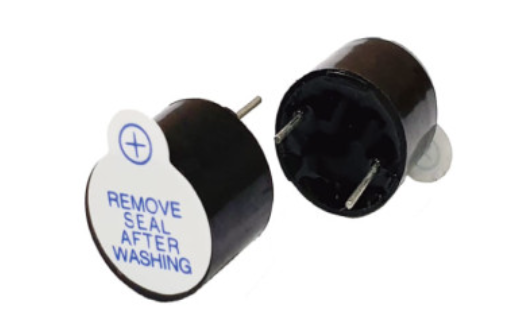 +
REMOVE
SEAL
AFTER
WASHING